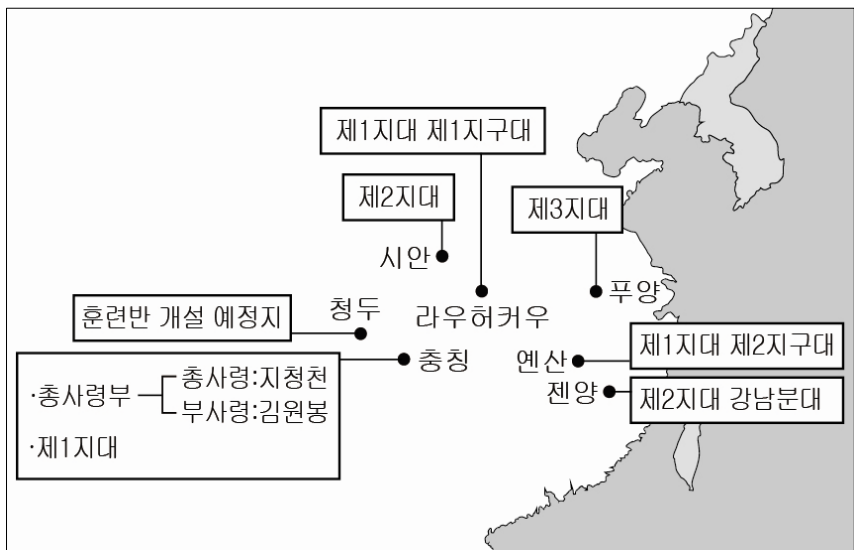 제1지대 제1지구대
제2지대
제3지대
시안
푸양
청두
라우허커우
훈련반 개설 예정지
충칭
옌산
제1지대 제2지구대
·총사령부
총사령:지청천
부사령:김원봉
젠양
제2지대 강남분대
·제1지대